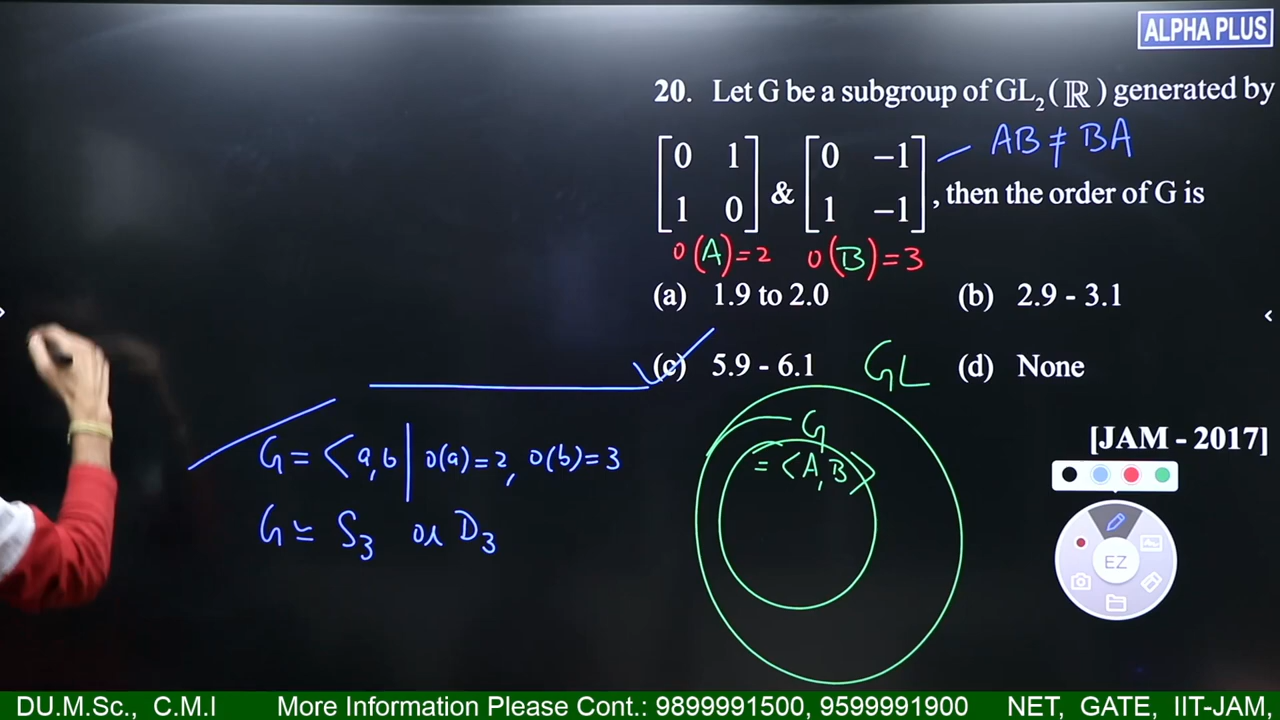 ALPHA PLUS
20. Let G be a subgroup of GL₂(ℝ) generated by
[0 1
1 0] & [0 −1
1 −1], then the order of G is
AB ≠ BA
o(A)=2 o(B)=3
(a) 1.9 to 2.0 (b) 2.9 - 3.1
(c) 5.9 - 6.1 (d) None
GL
G
= <A,B>
[JAM - 2017]
G = <a,b | o(a)=2, o(b)=3
G ≃ S₃ or D₃
EZ
DU.M.Sc., C.M.I More Information Please Cont.: 9899991500, 9599991900 NET, GATE, IIT-JAM,